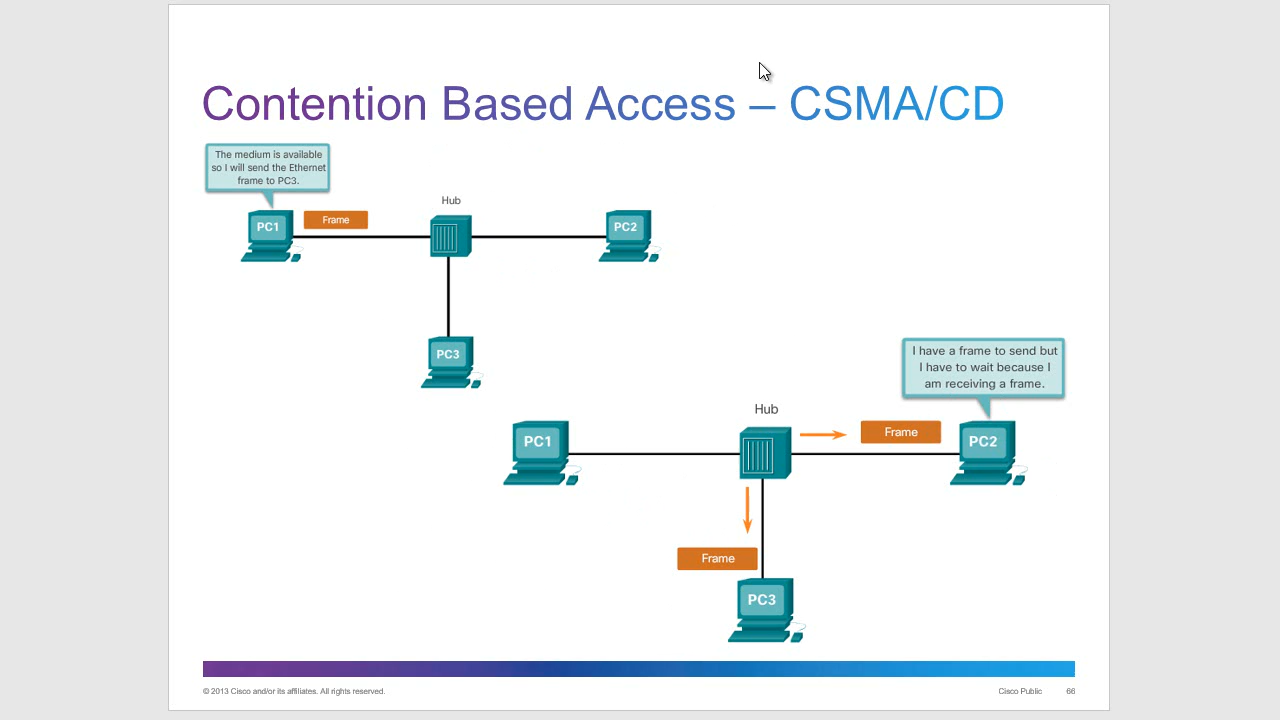 Contention Based Access – CSMA/CD
The medium is available
so I will send the Ethernet
frame to PC3.
Hub
PC1
Frame
PC2
PC3
I have a frame to send but
I have to wait because I
am receiving a frame.
Hub
Frame
PC1
PC2
Frame
PC3
© 2013 Cisco and/or its affiliates. All rights reserved.
Cisco Public
66